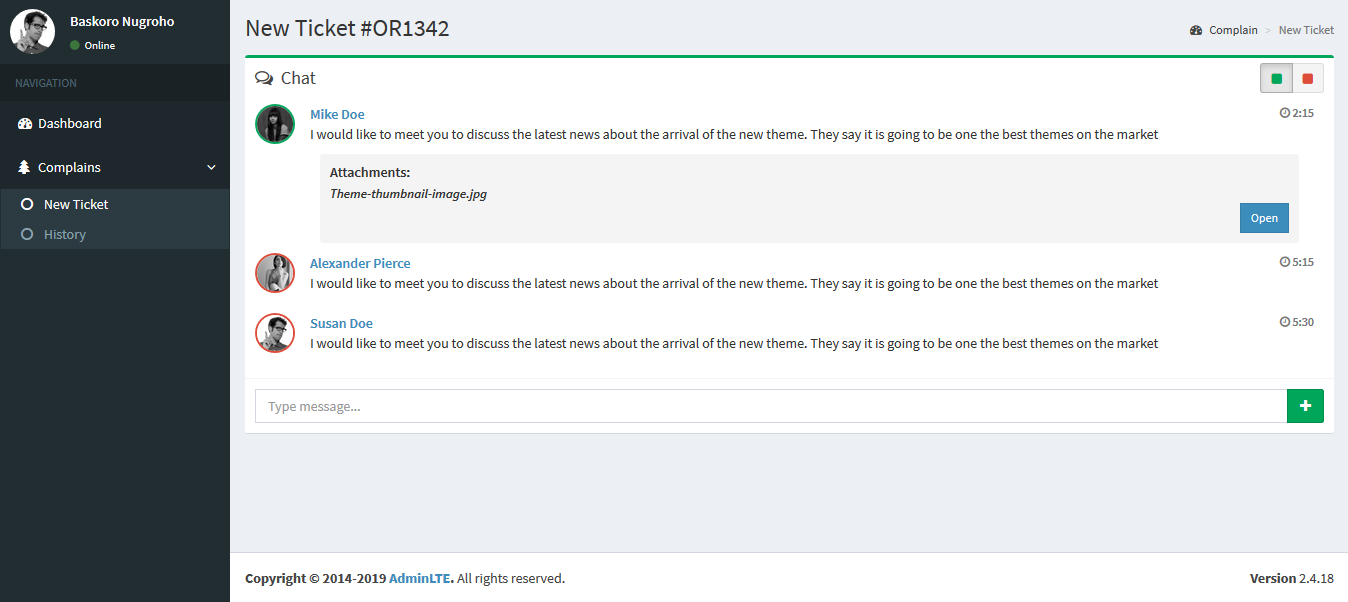 Baskoro Nugroho
Online
NAVIGATION
Dashboard
Complains
New Ticket
History
New Ticket #OR1342
Complain > New Ticket
Chat
Mike Doe 2:15
I would like to meet you to discuss the latest news about the arrival of the new theme. They say it is going to be one the best themes on the market
Attachments:
Theme-thumbnail-image.jpg
Open
Alexander Pierce 5:15
I would like to meet you to discuss the latest news about the arrival of the new theme. They say it is going to be one the best themes on the market
Susan Doe 5:30
I would like to meet you to discuss the latest news about the arrival of the new theme. They say it is going to be one the best themes on the market
Type message...
Copyright © 2014-2019 AdminLTE. All rights reserved. Version 2.4.18